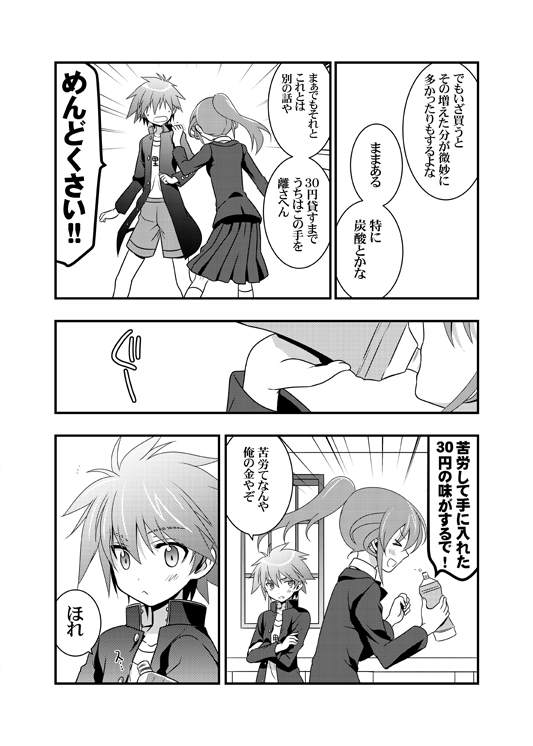 でもいざ買うと
その増えた分が微妙に
多かったりもするよな
ままある
特に
炭酸とかな
まぁでもそれと
これとは
別の話や
30円貸すまで
うちはこの手を
離さへん
めんどくさい!!
ぐーっ
苦労して手に入れた
30円の味がするで!
苦労てなんや
俺の金やぞ
ほれ
ス…